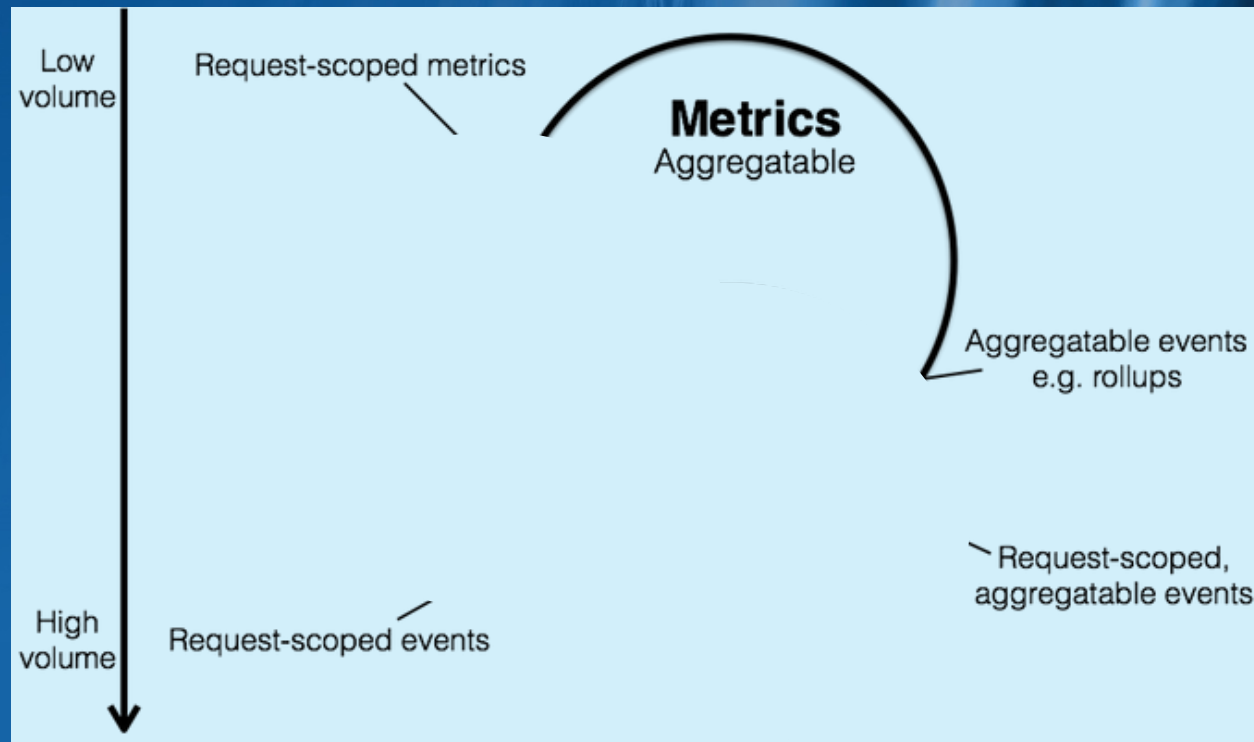 Low
volume
Request-scoped metrics
Metrics
Aggregatable
Aggregatable events
e.g. rollups
Request-scoped,
aggregatable events
High
volume
Request-scoped events